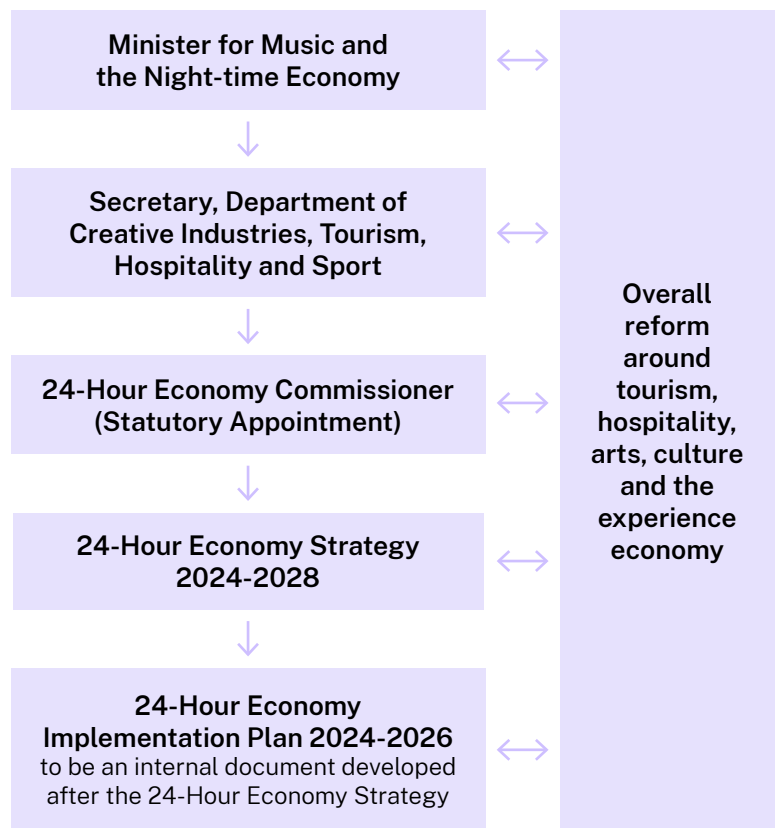 Minister for Music and
the Night-time Economy
Secretary, Department of
Creative Industries, Tourism,
Hospitality and Sport
24-Hour Economy Commissioner
(Statutory Appointment)
24-Hour Economy Strategy
2024-2028
24-Hour Economy
Implementation Plan 2024-2026
to be an internal document developed
after the 24-Hour Economy Strategy
Overall
reform
around
tourism,
hospitality,
arts, culture
and the
experience
economy